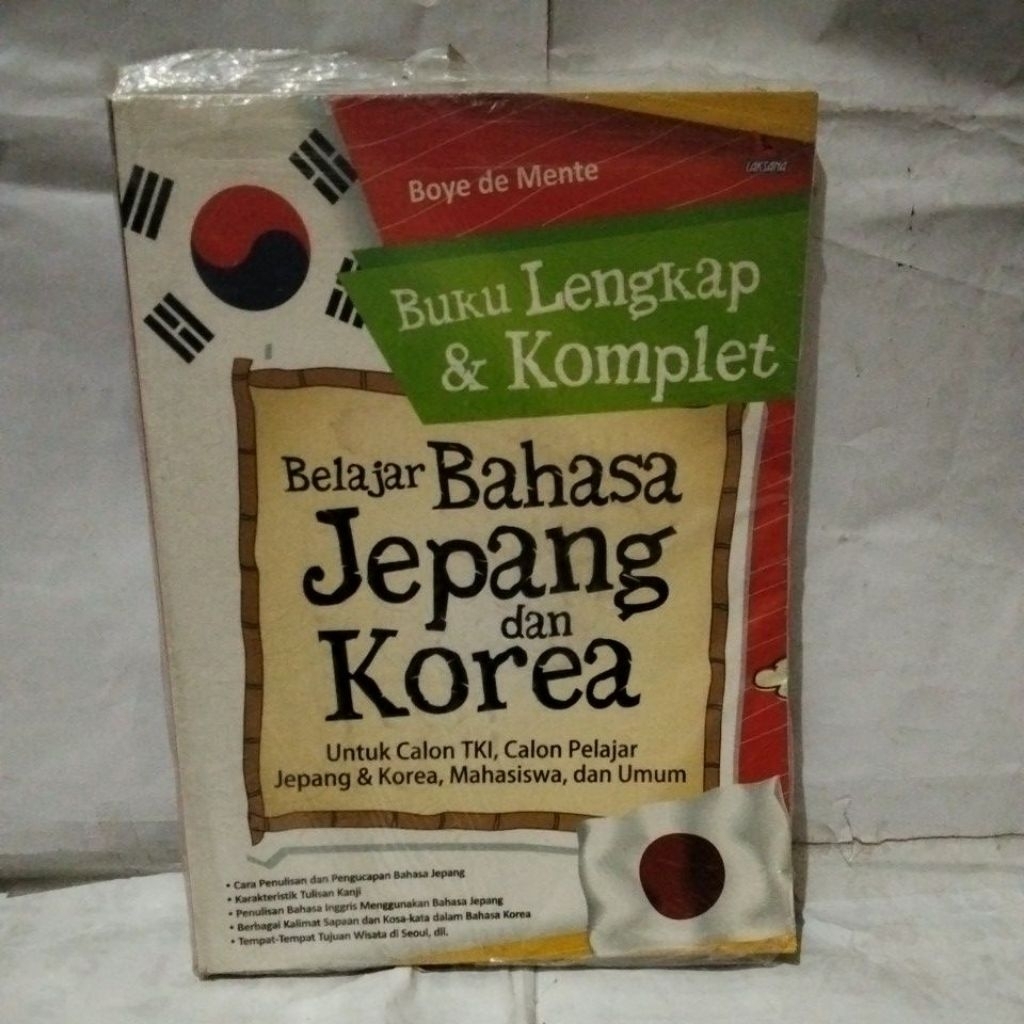 Boye de Mente
LAKSANA
Buku Lengkap
& Komplet
Belajar Bahasa
Jepang
dan
Korea
Untuk Calon TKI, Calon Pelajar
Jepang & Korea, Mahasiswa, dan Umum
• Cara Penulisan dan Pengucapan Bahasa Jepang
• Karakteristik Tulisan Kanji
• Penulisan Bahasa Inggris Menggunakan Bahasa Jepang
• Berbagai Kalimat Sapaan dan Kosa-kata dalam Bahasa Korea
• Tempat-Tempat Tujuan Wisata di Seoul, dll.